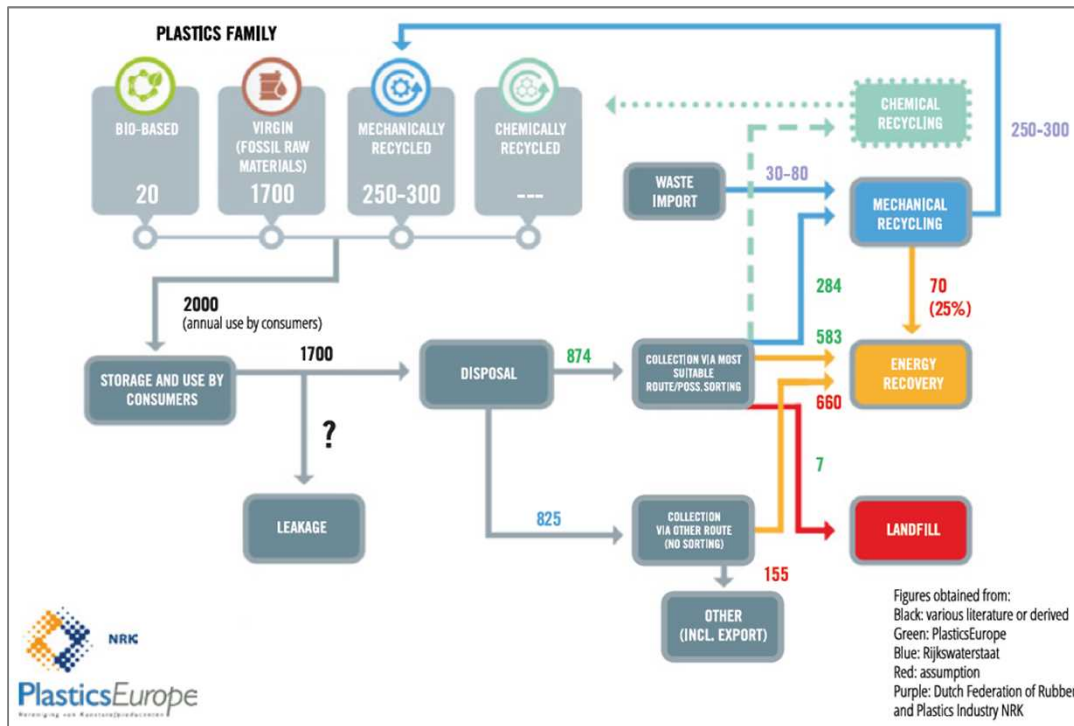 PLASTICS FAMILY
BIO-BASED
20
VIRGIN
(FOSSIL RAW
MATERIALS)
1700
MECHANICALLY
RECYCLED
250-300
CHEMICALLY
RECYCLED
---
CHEMICAL
RECYCLING
250-300
WASTE
IMPORT
30-80
MECHANICAL
RECYCLING
284
70
(25%)
2000
(annual use by consumers)
STORAGE AND USE BY
CONSUMERS
1700
DISPOSAL
874
COLLECTION VIA MOST
SUITABLE
ROUTE/POSS. SORTING
583
660
ENERGY
RECOVERY
?
7
LEAKAGE
825
COLLECTION
VIA OTHER ROUTE
(NO SORTING)
LANDFILL
155
OTHER
(INCL. EXPORT)
Figures obtained from:
Black: various literature or derived
Green: PlasticsEurope
Blue: Rijkswaterstaat
Red: assumption
Purple: Dutch Federation of Rubber
and Plastics Industry NRK
NRK
PlasticsEurope
Vereniging van Kunststofproducenten